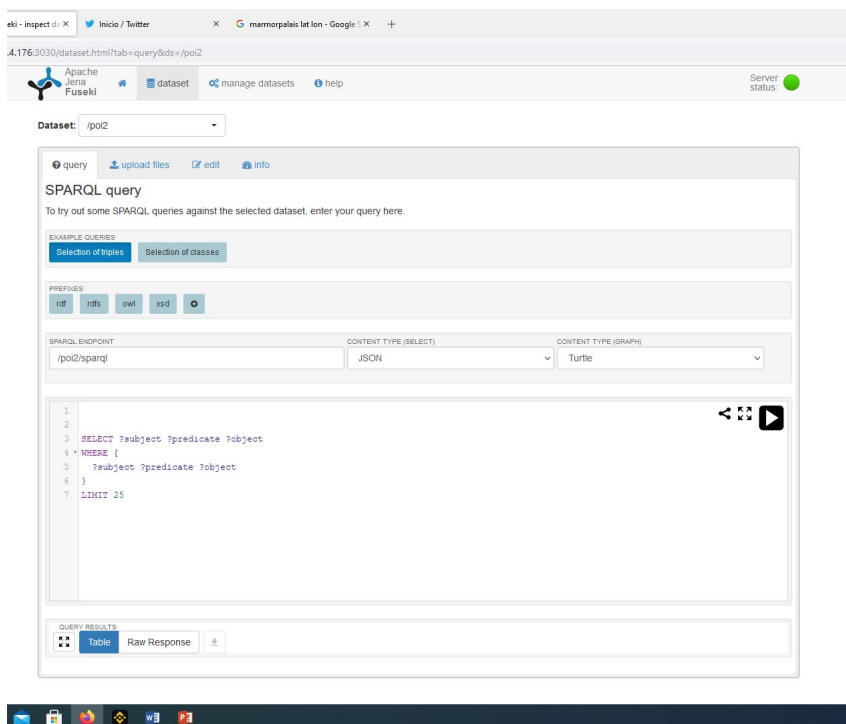 eki - inspect da Inicio / Twitter G marmorpalais lat lon - Google S
.4.176:3030/dataset.html?tab=query&ds=/poi2
Apache
Jena
Fuseki
dataset manage datasets help
Server
status:
Dataset: /poi2
query upload files edit info
SPARQL query
To try out some SPARQL queries against the selected dataset, enter your query here.
EXAMPLE QUERIES
Selection of triples Selection of classes
PREFIXES
rdf rdfs owl xsd
SPARQL ENDPOINT CONTENT TYPE (SELECT) CONTENT TYPE (GRAPH)
/poi2/sparql JSON Turtle
1
2
3 SELECT ?subject ?predicate ?object
4 WHERE {
5 ?subject ?predicate ?object
6 }
7 LIMIT 25
QUERY RESULTS
Table Raw Response